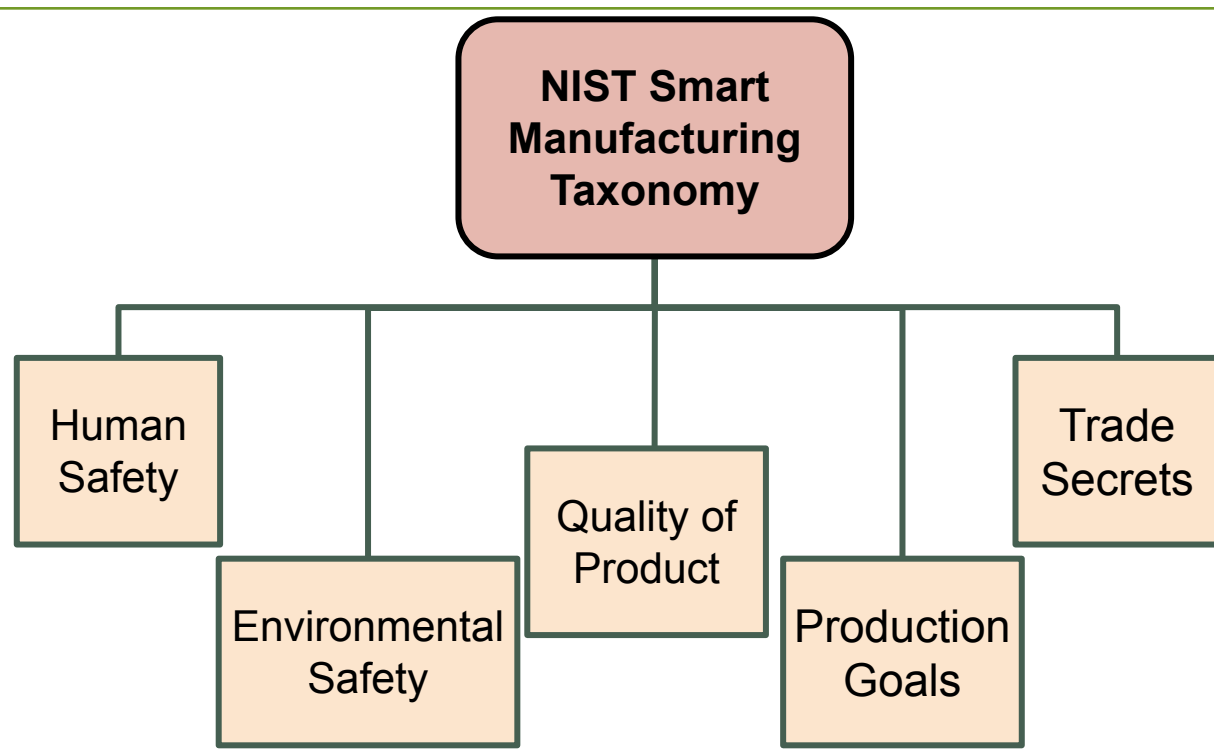 NIST Smart
Manufacturing
Taxonomy
Human
Safety
Environmental
Safety
Quality of
Product
Production
Goals
Trade
Secrets